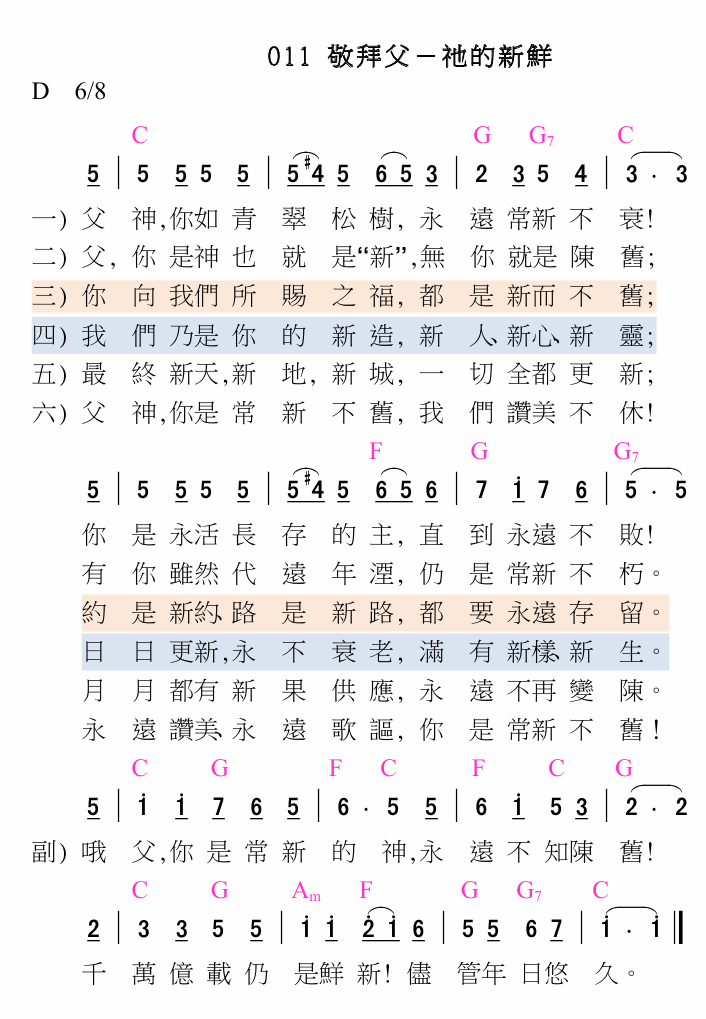 011 敬拜父－祂的新鮮
D 6/8
C G G7 C
5 | 5 5 5 5 | 5 #4 5 6 5 3 | 2 3 5 4 | 3 · 3
一) 父 神,你如 青 翠 松 樹, 永 遠 常新 不 衰!
二) 父, 你 是神 也 就 是“新”,無 你 就是 陳 舊;
三) 你 向 我們 所 賜 之 福, 都 是 新而 不 舊;
四) 我 們 乃是 你 的 新 造, 新 人、新心、新 靈;
五) 最 終 新天,新 地, 新 城, 一 切 全都 更 新;
六) 父 神,你是 常 新 不 舊, 我 們 讚美 不 休!
F G G7
5 | 5 5 5 5 | 5 #4 5 6 5 6 | 7 i 7 6 | 5 · 5
你 是 永活 長 存 的 主, 直 到 永遠 不 敗!
有 你 雖然 代 遠 年 湮, 仍 是 常新 不 朽。
約 是 新約、路 是 新 路, 都 要 永遠 存 留。
日 日 更新,永 不 衰 老, 滿 有 新樣、新 生。
月 月 都有 新 果 供 應, 永 遠 不再 變 陳。
永 遠 讚美、永 遠 歌 謳, 你 是 常新 不 舊!
C G F C F C G
5 | i i 7 6 5 | 6 · 5 5 | 6 i 5 3 | 2 · 2
副) 哦 父,你 是 常 新 的 神,永 遠 不 知陳 舊!
C G Am F G G7 C
2 | 3 3 5 5 | i i 2 i 6 | 5 5 6 7 | i · i
千 萬 億 載 仍 是鮮 新! 儘 管年 日悠 久。